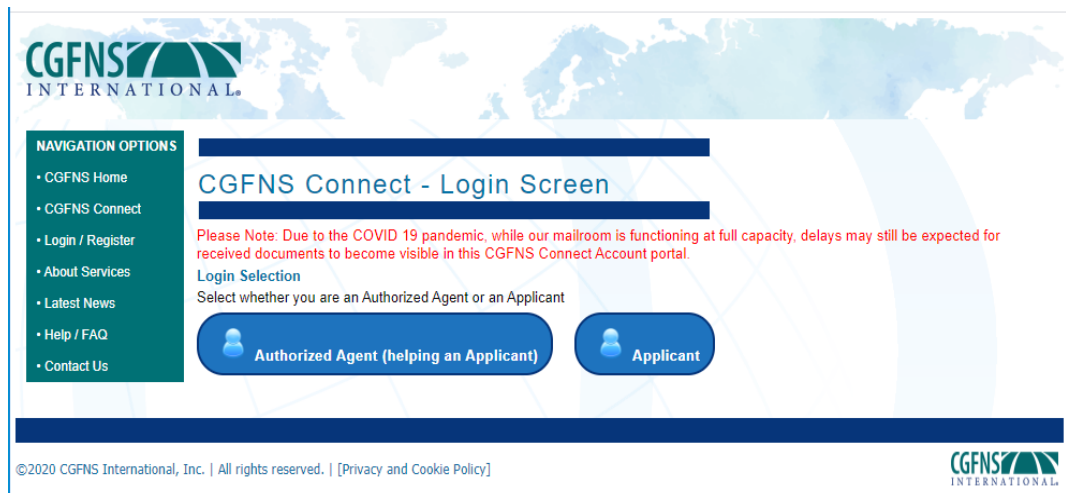 CGFNS
INTERNATIONAL®
NAVIGATION OPTIONS
• CGFNS Home
• CGFNS Connect
• Login / Register
• About Services
• Latest News
• Help / FAQ
• Contact Us
CGFNS Connect - Login Screen
Please Note: Due to the COVID 19 pandemic, while our mailroom is functioning at full capacity, delays may still be expected for
received documents to become visible in this CGFNS Connect Account portal.
Login Selection
Select whether you are an Authorized Agent or an Applicant
Authorized Agent (helping an Applicant)
Applicant
©2020 CGFNS International, Inc. | All rights reserved. | [Privacy and Cookie Policy]
CGFNS
INTERNATIONAL®